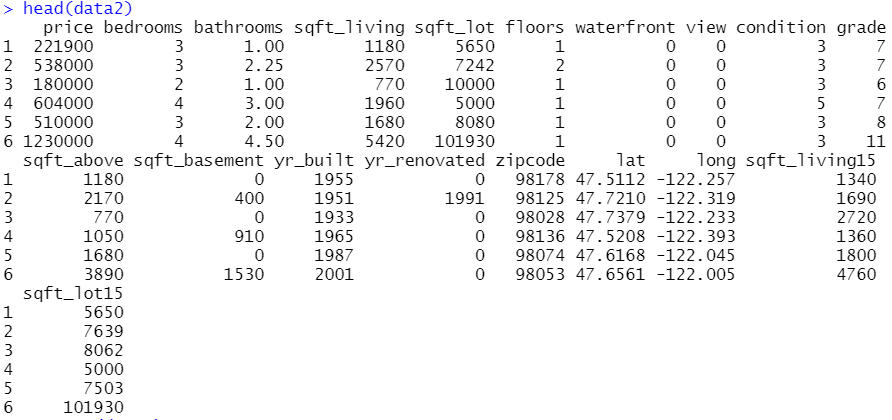 > head(data2)
price bedrooms bathrooms sqft_living sqft_lot floors waterfront view condition grade
1 221900 3 1.00 1180 5650 1 0 0 3 7
2 538000 3 2.25 2570 7242 2 0 0 3 7
3 180000 2 1.00 770 10000 1 0 0 3 6
4 604000 4 3.00 1960 5000 1 0 0 5 7
5 510000 3 2.00 1680 8080 1 0 0 3 8
6 1230000 4 4.50 5420 101930 1 0 0 3 11
sqft_above sqft_basement yr_built yr_renovated zipcode lat long sqft_living15
1 1180 0 1955 0 98178 47.5112 -122.257 1340
2 2170 400 1951 1991 98125 47.7210 -122.319 1690
3 770 0 1933 0 98028 47.7379 -122.233 2720
4 1050 910 1965 0 98136 47.5208 -122.393 1360
5 1680 0 1987 0 98074 47.6168 -122.045 1800
6 3890 1530 2001 0 98053 47.6561 -122.005 4760
sqft_lot15
1 5650
2 7639
3 8062
4 5000
5 7503
6 101930